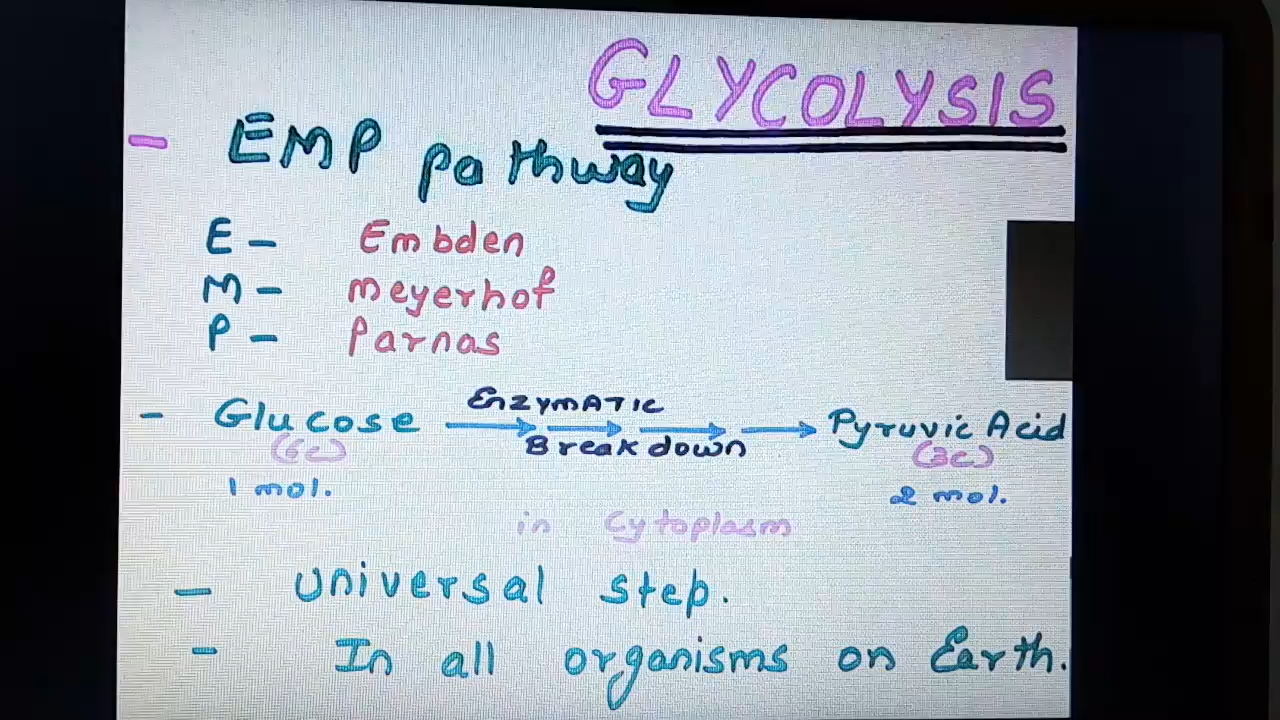 GLYCOLYSIS
- EMP pathway
E - Embden
M - Meyerhof
P - Parnas
- Glucose → Enzymatic Breakdown → Pyruvic Acid
(6c) (3c)
1 mol. 2 mol.
in Cytoplasm
- Universal step.
- In all organisms on Earth.